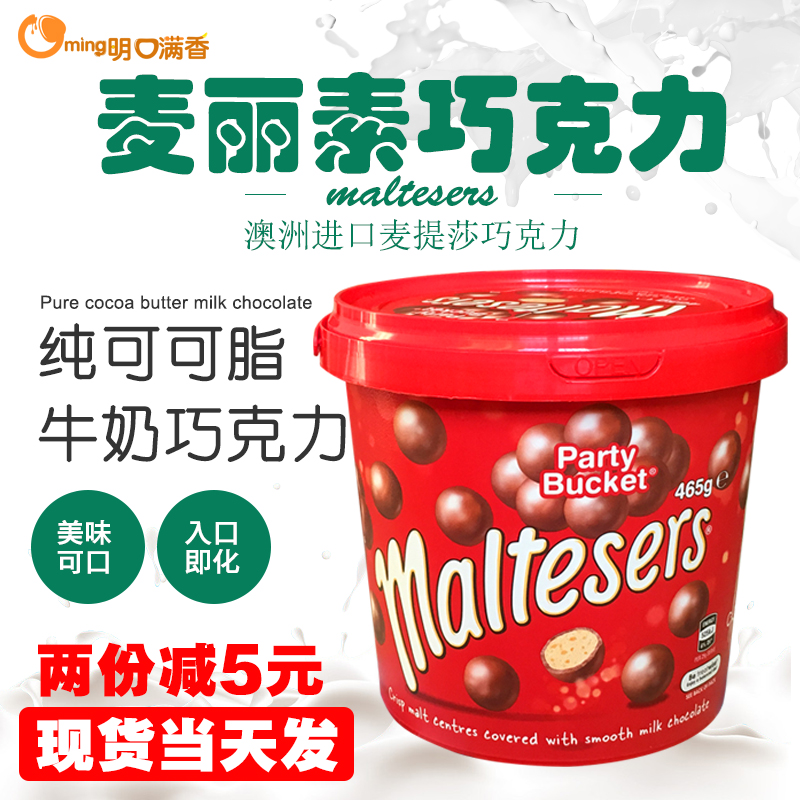 ming明口满香
麦丽素巧克力
maltesers
澳洲进口麦提莎巧克力
Pure cocoa butter milk chocolate
纯可可脂
牛奶巧克力
美味
可口
入口
即化
两份减5元
现货当天发
OPEN
Party
Bucket®
465g e
Maltesers®
Crisp malt centres covered with smooth milk chocolate
Be treatwise